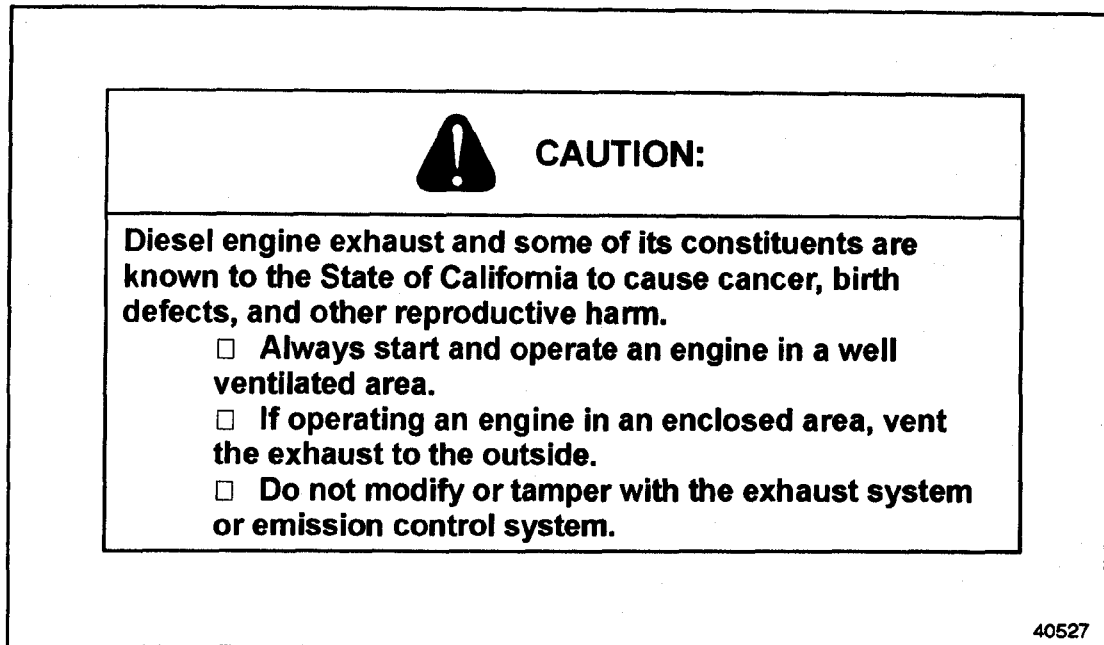 CAUTION:
Diesel engine exhaust and some of its constituents are
known to the State of California to cause cancer, birth
defects, and other reproductive harm.
□ Always start and operate an engine in a well
ventilated area.
□ If operating an engine in an enclosed area, vent
the exhaust to the outside.
□ Do not modify or tamper with the exhaust system
or emission control system.
40527